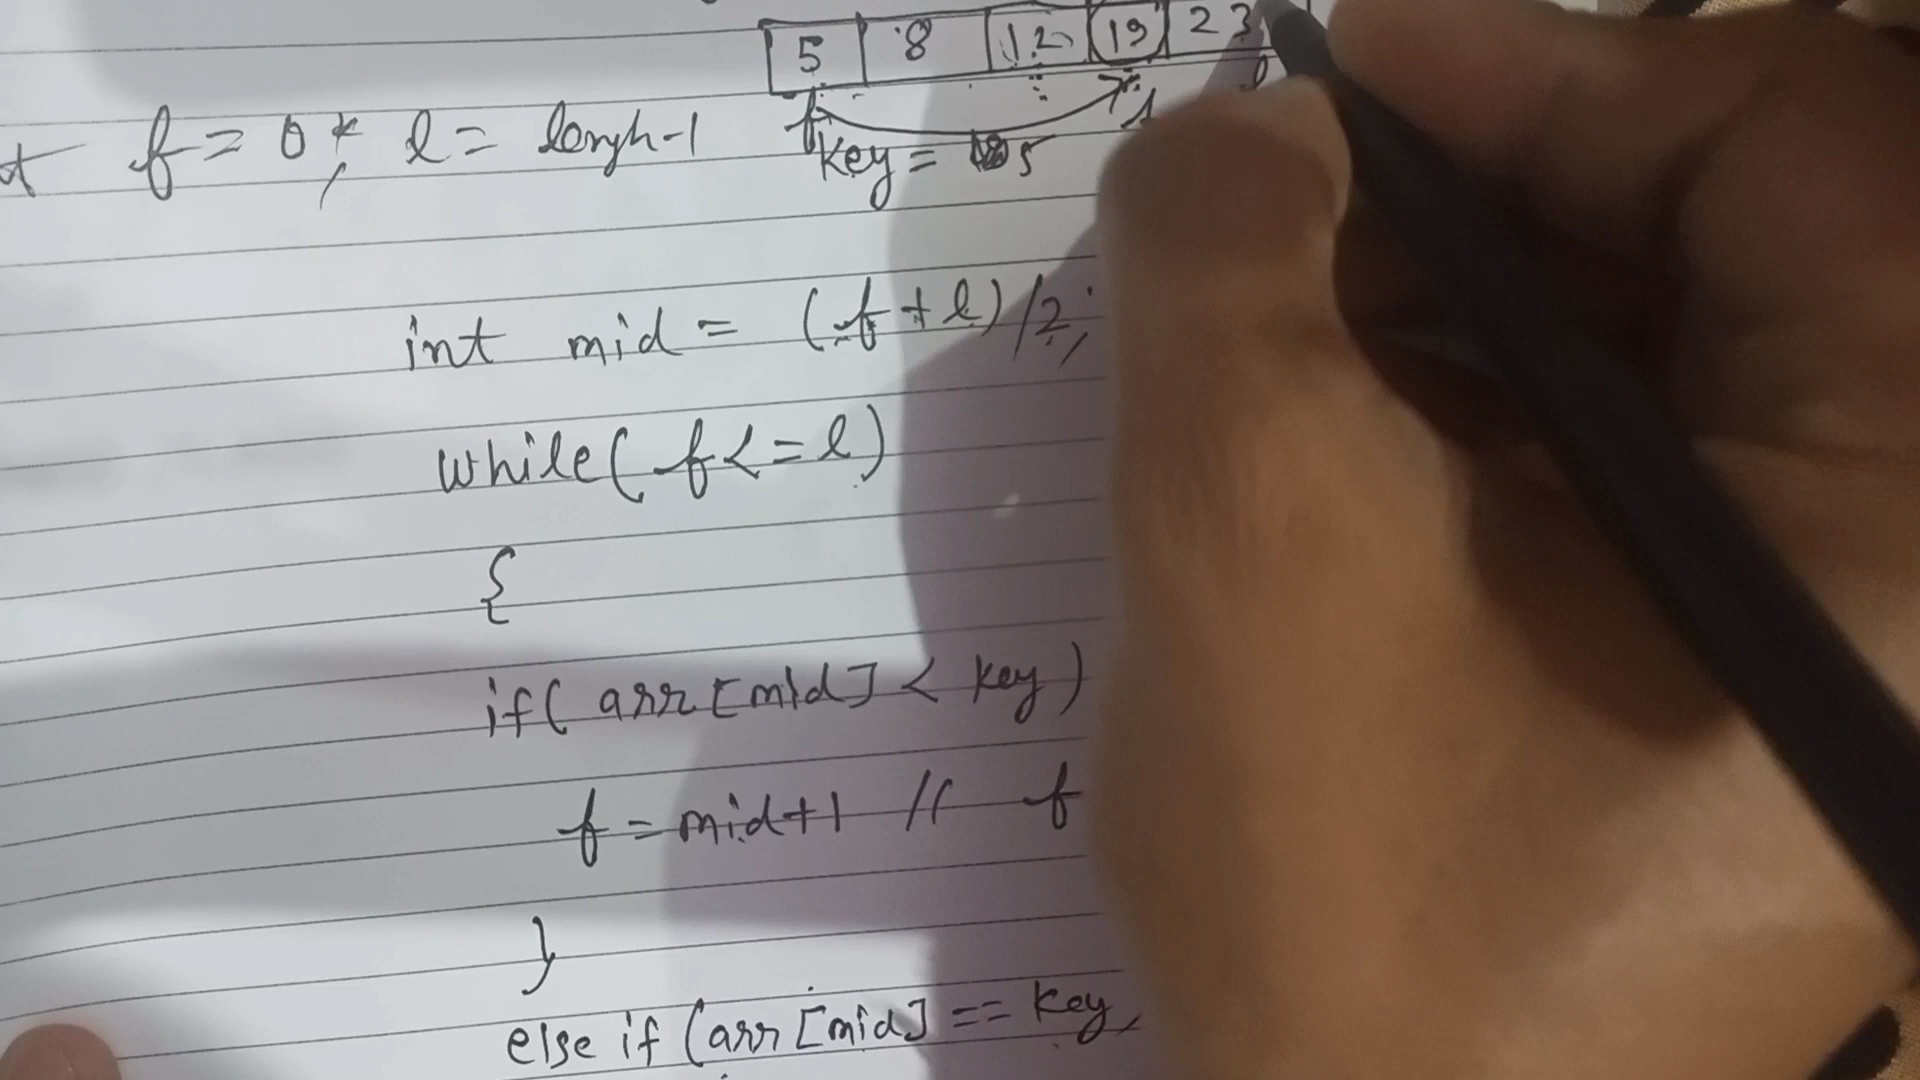 5 8 12 19 23
f l
f = 0, l = lengh-1
key = 5
int mid = (f+l)/2;
while( f<=l)
{
if( arr[mid] < key)
f = mid+1 // f
}
else if (arr[mid] == key